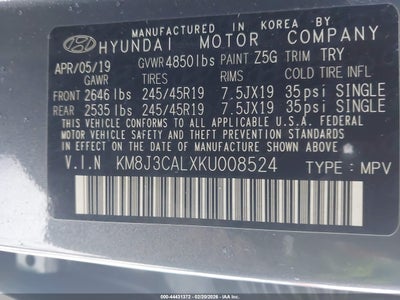 MANUFACTURED IN KOREA BY
HYUNDAI MOTOR COMPANY
APR/05/19 GVWR 4850 lbs PAINT Z5G TRIM TRY
GAWR TIRES RIMS COLD TIRE INFL
FRONT 2646 lbs 245/45R19 7.5JX19 35psi SINGLE
REAR 2535 lbs 245/45R19 7.5JX19 35psi SINGLE
THIS VEHICLE CONFORMS TO ALL APPLICABLE U.S.A. FEDERAL
MOTOR VEHICLE SAFETY, BUMPER, AND THEFT PREVENTION STANDARDS
IN EFFECT ON THE DATE OF MANUFACTURE SHOWN ABOVE.
V.I.N KM8J3CALXKU008524 TYPE : MPV
000-44431372 - 02/20/2026 - IAA Inc.